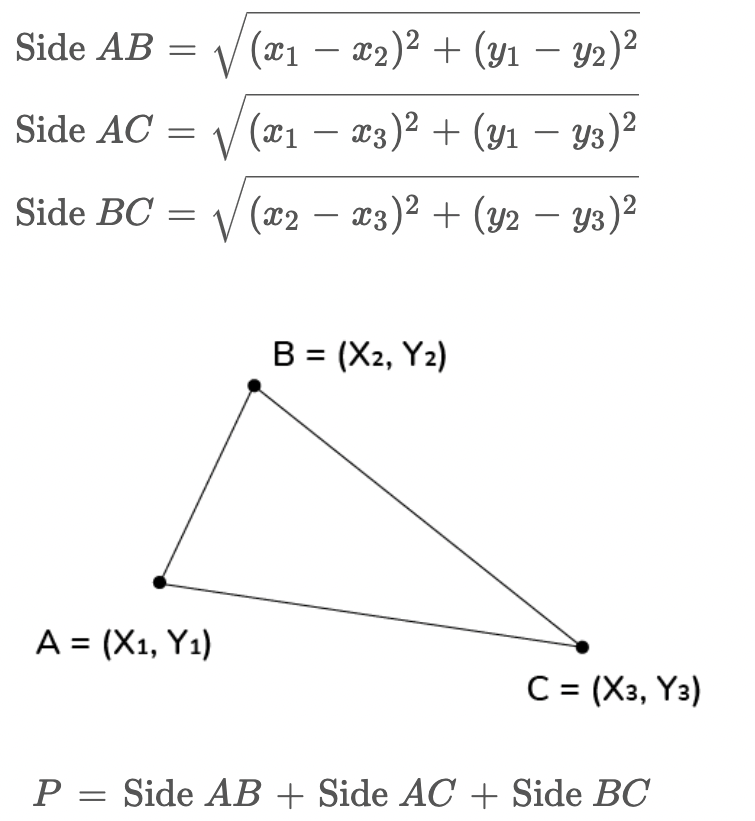 Side AB = √(x₁ − x₂)² + (y₁ − y₂)²
Side AC = √(x₁ − x₃)² + (y₁ − y₃)²
Side BC = √(x₂ − x₃)² + (y₂ − y₃)²
B = (X₂, Y₂)
A = (X₁, Y₁)
C = (X₃, Y₃)
P = Side AB + Side AC + Side BC